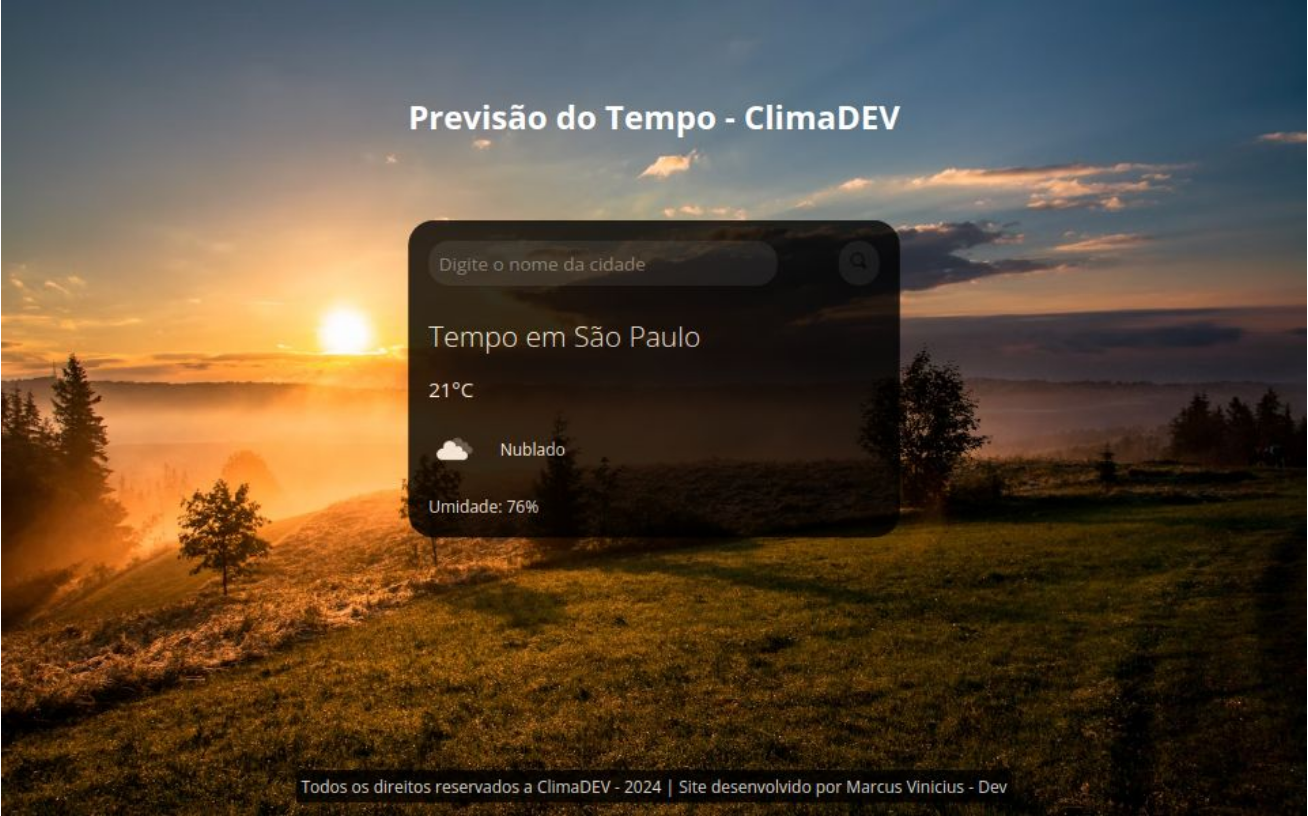 Previsão do Tempo - ClimaDEV
Digite o nome da cidade
Tempo em São Paulo
21°C
Nublado
Umidade: 76%
Todos os direitos reservados a ClimaDEV - 2024 | Site desenvolvido por Marcus Vinicius - Dev